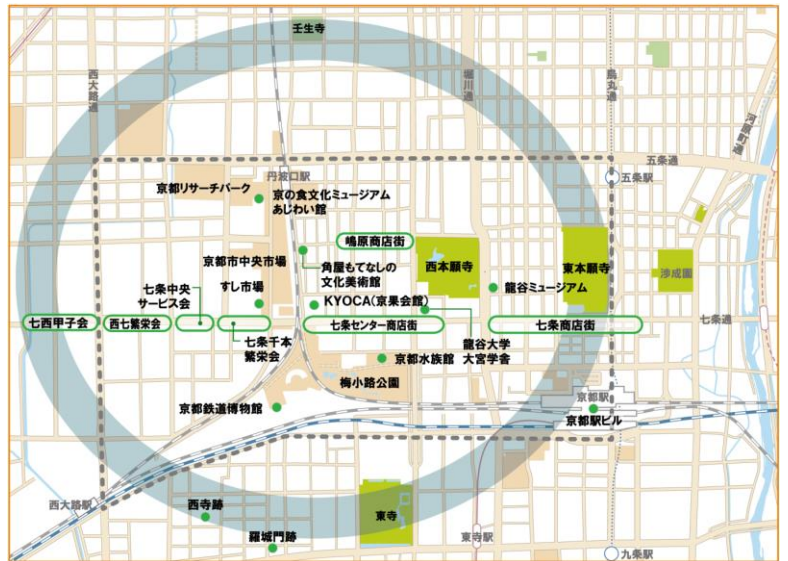 壬生寺
西大路通
堀川通
烏丸通
河原町通
五条通
丹波口駅
五条駅
京都リサーチパーク
京の食文化ミュージアム
あじわい館
嶋原商店街
京都市中央市場
角屋もてなしの
文化美術館
西本願寺
東本願寺
渉成園
すし市場
七条中央
サービス会
KYOCA(京果会館)
龍谷ミュージアム
七西甲子会
西七繁栄会
七条センター商店街
七条商店街
七条通
七条千本
繁栄会
龍谷大学
大宮学舎
京都水族館
梅小路公園
京都鉄道博物館
京都駅
京都駅ビル
西大路駅
西寺跡
東寺
羅城門跡
東寺駅
九条駅